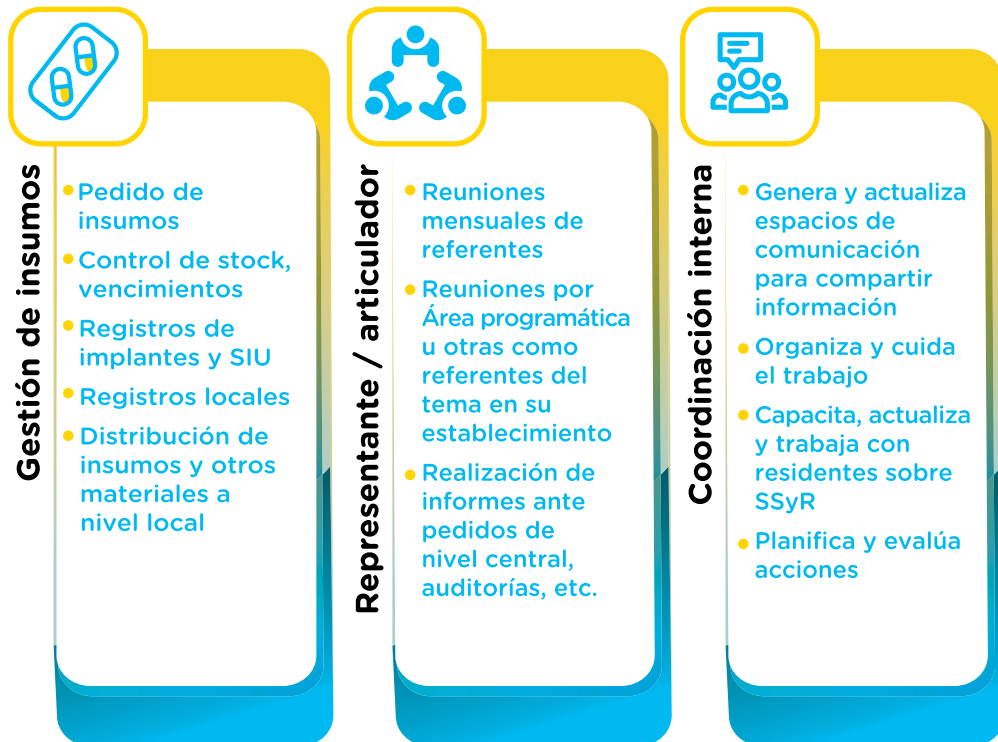 Gestión de insumos
Pedido de
insumos
Control de stock,
vencimientos
Registros de
implantes y SIU
Registros locales
Distribución de
insumos y otros
materiales a
nivel local
Representante / articulador
Reuniones
mensuales de
referentes
Reuniones por
Área programática
u otras como
referentes del
tema en su
establecimiento
Realización de
informes ante
pedidos de
nivel central,
auditorías, etc.
Coordinación interna
Genera y actualiza
espacios de
comunicación
para compartir
información
Organiza y cuida
el trabajo
Capacita, actualiza
y trabaja con
residentes sobre
SSyR
Planifica y evalúa
acciones